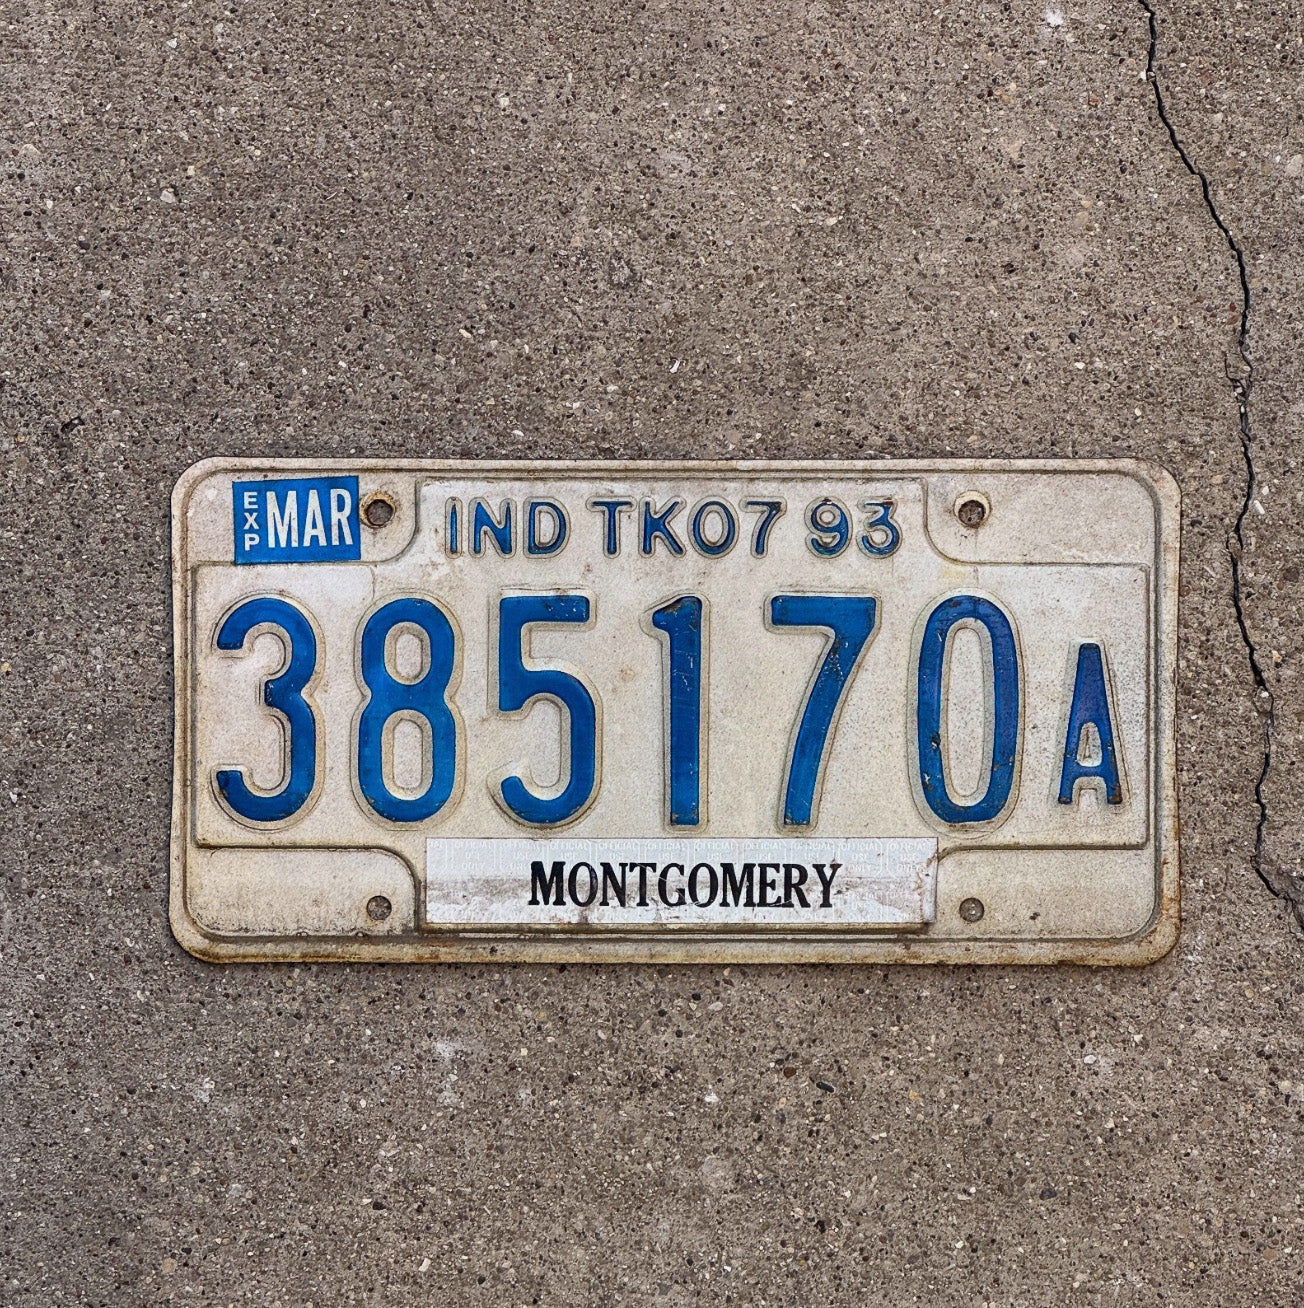 EXP MAR
IND TK07 93
385170A
MONTGOMERY